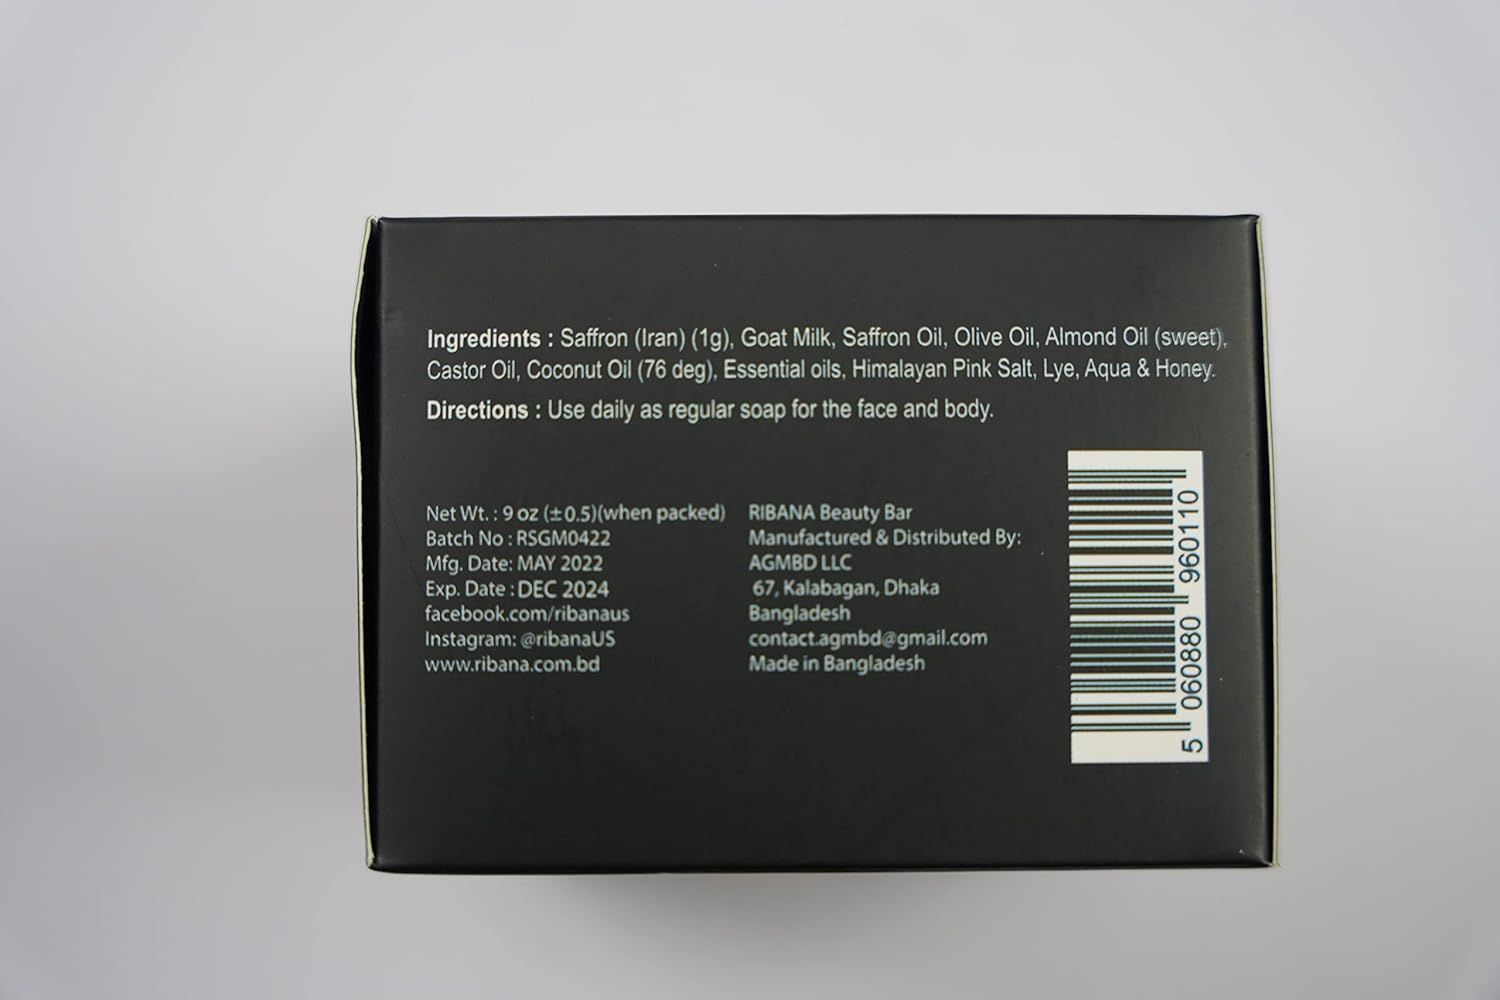 Ingredients : Saffron (Iran) (1g), Goat Milk, Saffron Oil, Olive Oil, Almond Oil (sweet),
Castor Oil, Coconut Oil (76 deg), Essential oils, Himalayan Pink Salt, Lye, Aqua & Honey.
Directions : Use daily as regular soap for the face and body.
Net Wt. : 9 oz (±0.5)(when packed)
Batch No : RSGM0422
Mfg. Date: MAY 2022
Exp. Date : DEC 2024
facebook.com/ribanaus
Instagram: @ribanaUS
www.ribana.com.bd
RIBANA Beauty Bar
Manufactured & Distributed By:
AGMBD LLC
67, Kalabagan, Dhaka
Bangladesh
contact.agmbd@gmail.com
Made in Bangladesh
5 060880 960110